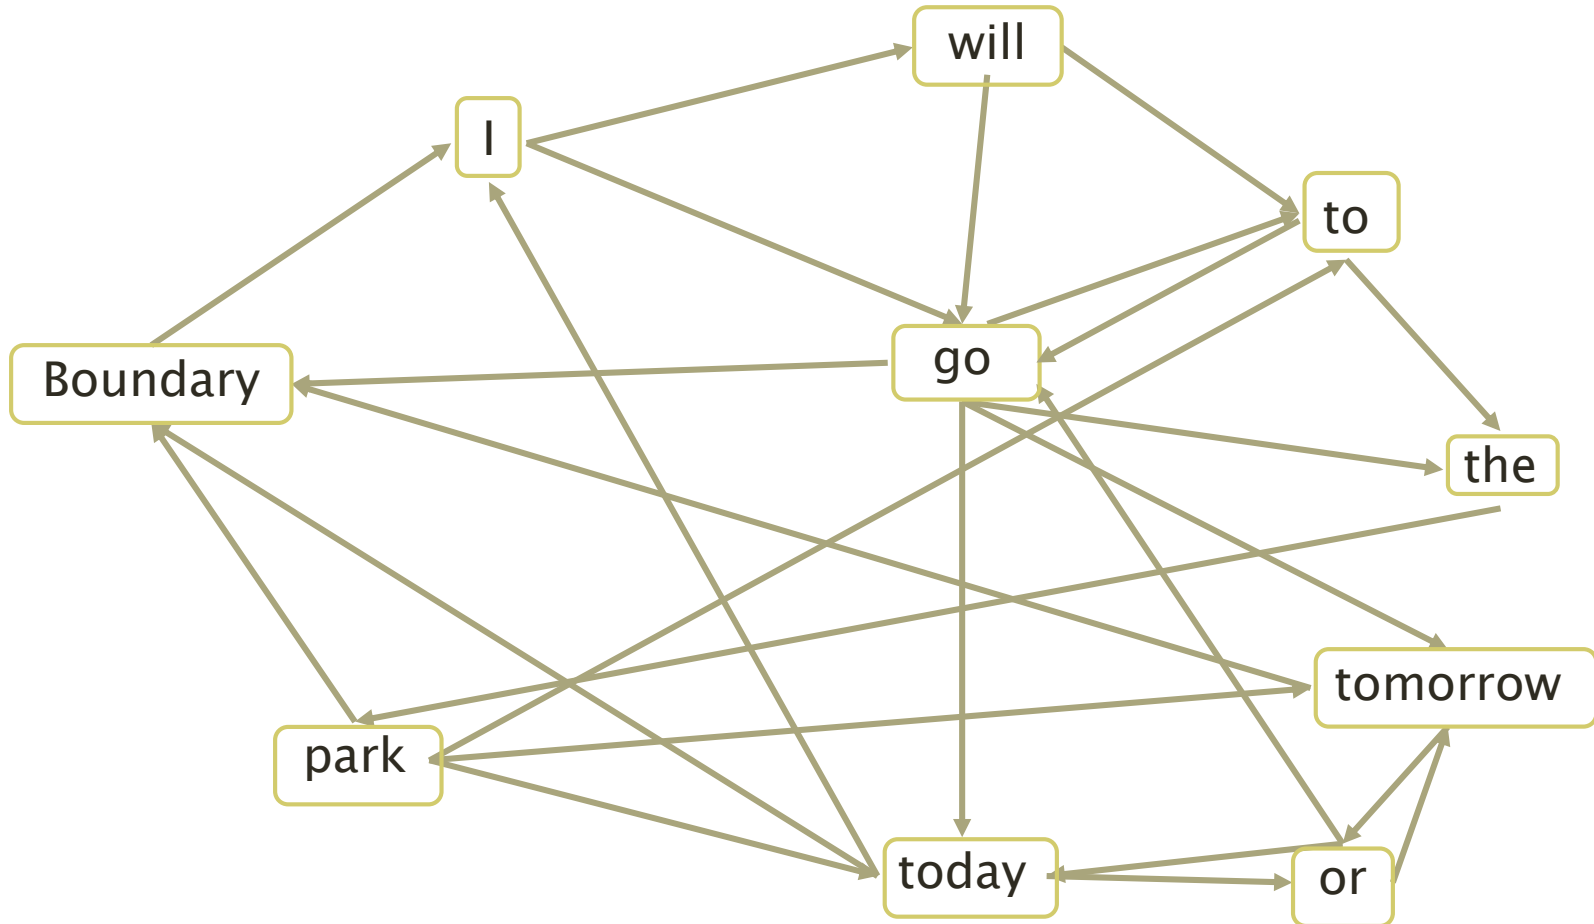 will
I
to
go
Boundary
the
tomorrow
park
today
or